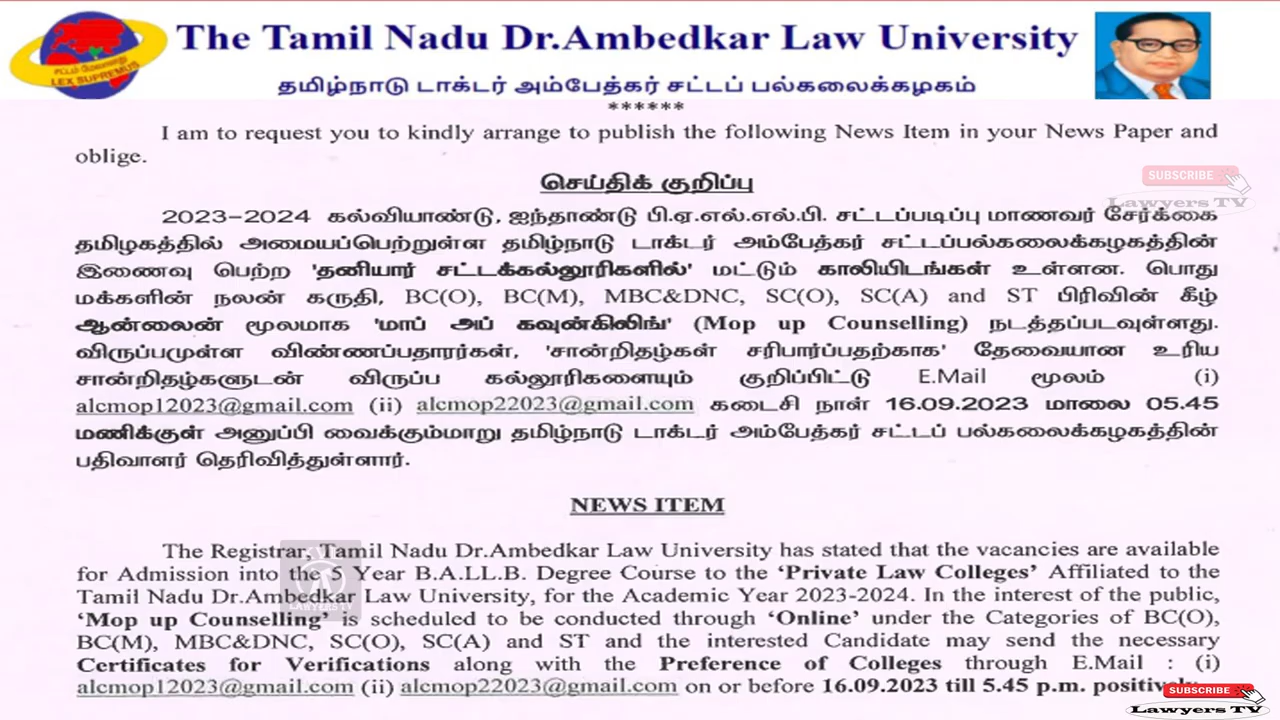 The Tamil Nadu Dr.Ambedkar Law University
தமிழ்நாடு டாக்டர் அம்பேத்கர் சட்டப் பல்கலைக்கழகம்
சட்டம் மேலானது
LEX SUPREMUS
******
I am to request you to kindly arrange to publish the following News Item in your News Paper and
oblige.
SUBSCRIBE
Lawyers TV
செய்திக் குறிப்பு
2023-2024 கல்வியாண்டு, ஐந்தாண்டு பி.ஏ.எல்.எல்.பி. சட்டப்படிப்பு மாணவர் சேர்க்கை
தமிழகத்தில் அமையப்பெற்றுள்ள தமிழ்நாடு டாக்டர் அம்பேத்கர் சட்டப்பல்கலைக்கழகத்தின்
இணைவு பெற்ற 'தனியார் சட்டக்கல்லூரிகளில்' மட்டும் காலியிடங்கள் உள்ளன. பொது
மக்களின் நலன் கருதி, BC(O), BC(M), MBC&DNC, SC(O), SC(A) and ST பிரிவின் கீழ்
ஆன்லைன் மூலமாக 'மாப் அப் கவுன்கிலிங்' (Mop up Counselling) நடத்தப்படவுள்ளது.
விருப்பமுள்ள விண்ணப்பதாரர்கள், 'சான்றிதழ்கள் சரிபார்ப்பதற்காக' தேவையான உரிய
சான்றிதழ்களுடன் விருப்ப கல்லூரிகளையும் குறிப்பிட்டு E.Mail மூலம் (i)
alcmop12023@gmail.com (ii) alcmop22023@gmail.com கடைசி நாள் 16.09.2023 மாலை 05.45
மணிக்குள் அனுப்பி வைக்கும்மாறு தமிழ்நாடு டாக்டர் அம்பேத்கர் சட்டப் பல்கலைக்கழகத்தின்
பதிவாளர் தெரிவித்துள்ளார்.
NEWS ITEM
The Registrar, Tamil Nadu Dr.Ambedkar Law University has stated that the vacancies are available
for Admission into the 5 Year B.A.LL.B. Degree Course to the 'Private Law Colleges' Affiliated to the
Tamil Nadu Dr.Ambedkar Law University, for the Academic Year 2023-2024. In the interest of the public,
'Mop up Counselling' is scheduled to be conducted through 'Online' under the Categories of BC(O),
BC(M), MBC&DNC, SC(O), SC(A) and ST and the interested Candidate may send the necessary
Certificates for Verifications along with the Preference of Colleges through E.Mail : (i)
alcmop12023@gmail.com (ii) alcmop22023@gmail.com on or before 16.09.2023 till 5.45 p.m. positively.
LAWYERS TV
SUBSCRIBE
Lawyers TV